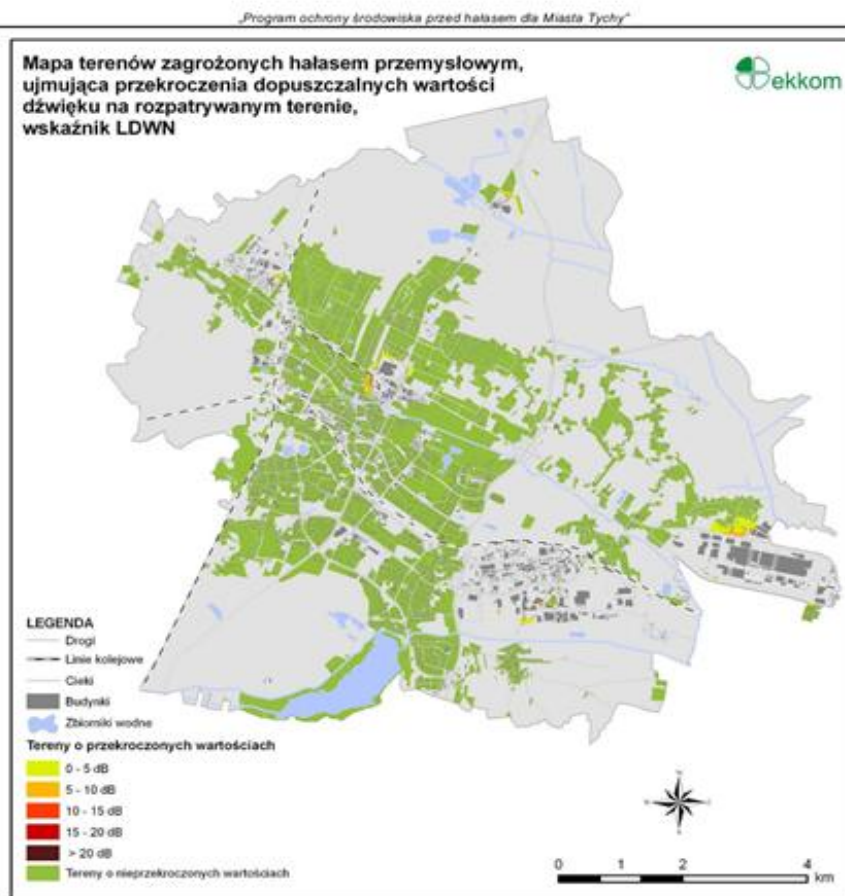 „Program ochrony środowiska przed hałasem dla Miasta Tychy”
Mapa terenów zagrożonych hałasem przemysłowym,
ujmująca przekroczenia dopuszczalnych wartości
dźwięku na rozpatrywanym terenie,
wskaźnik LDWN
ekkom
LEGENDA
Drogi
Linie kolejowe
Cieki
Budynki
Zbiorniki wodne
Tereny o przekroczonych wartościach
0 - 5 dB
5 - 10 dB
10 - 15 dB
15 - 20 dB
> 20 dB
Tereny o nieprzekroczonych wartościach
0 1 2 4
km